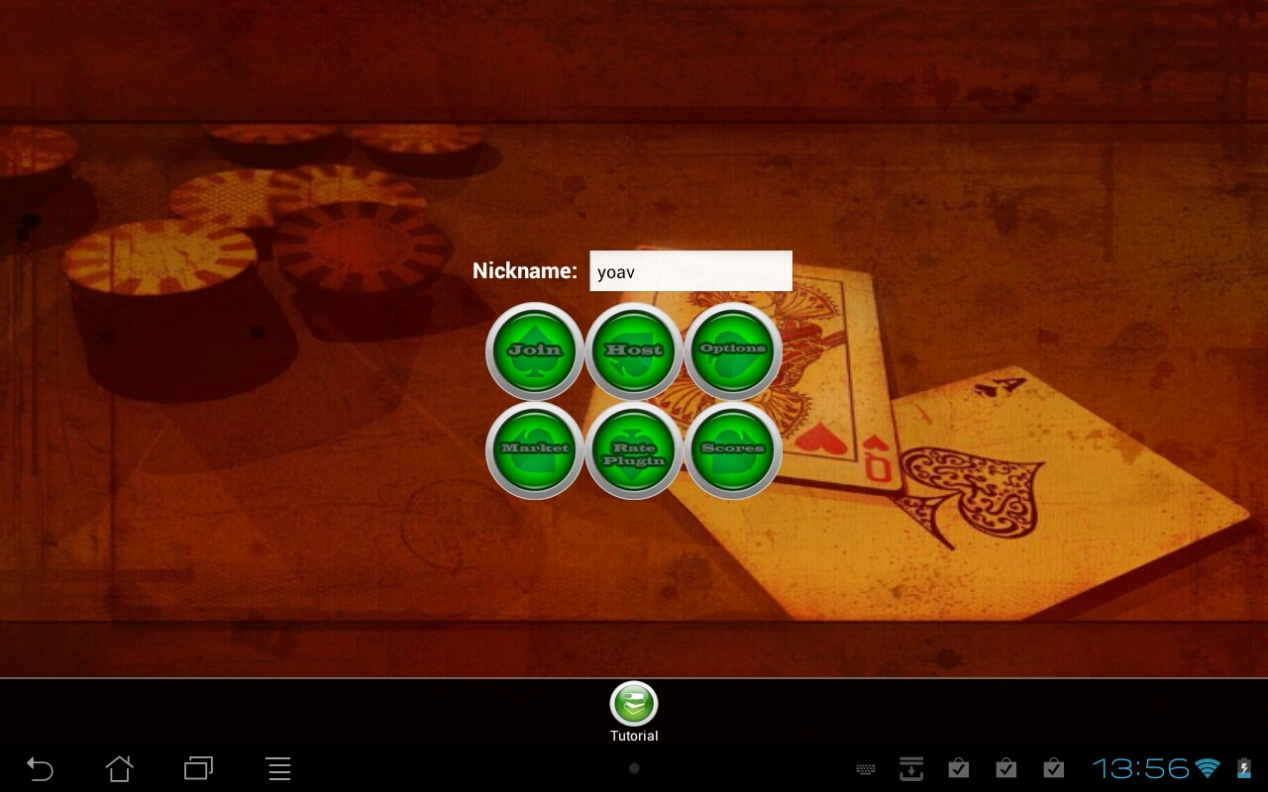 Nickname: yoav
Join Host Options
Market Rate Plugin Scores
A
Q
Tutorial
13:56